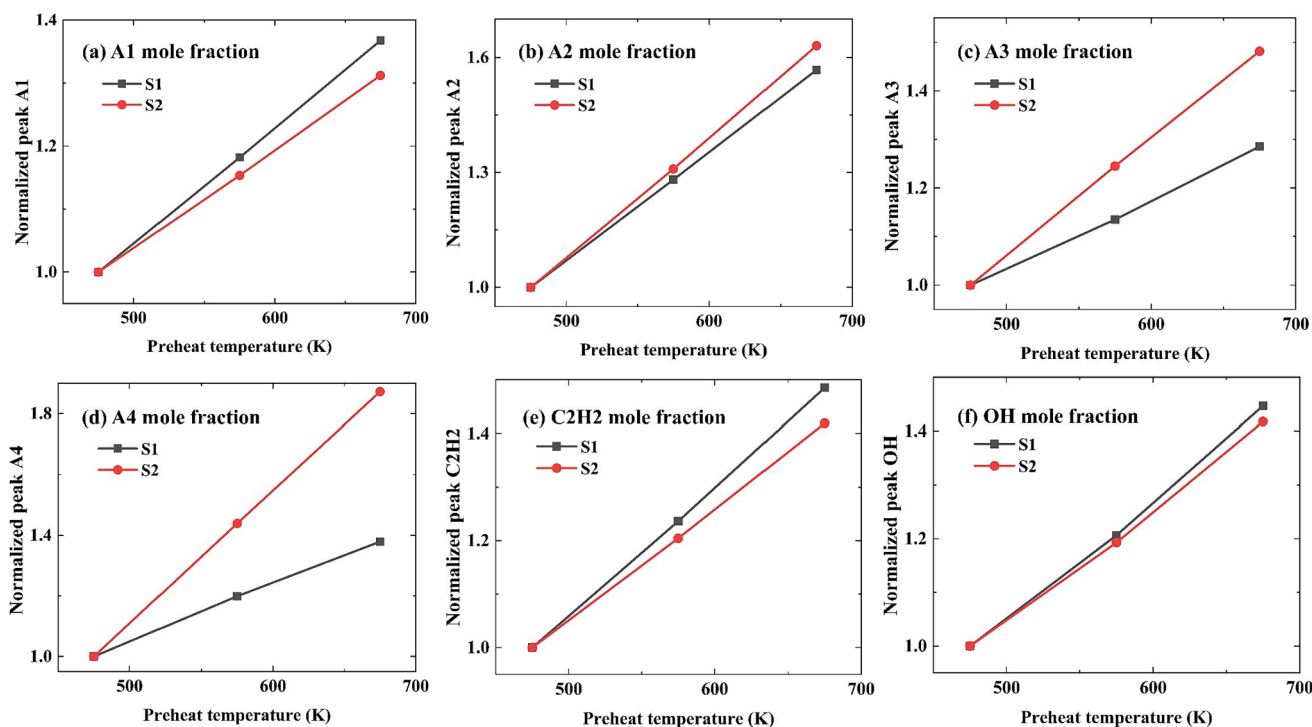 (a) A1 mole fraction
S1
S2
Normalized peak A1
1.4
1.2
1.0
500
600
700
Preheat temperature (K)
(b) A2 mole fraction
S1
S2
Normalized peak A2
1.6
1.3
1.0
500
600
700
Preheat temperature (K)
(c) A3 mole fraction
S1
S2
Normalized peak A3
1.4
1.2
1.0
500
600
700
Preheat temperature (K)
(d) A4 mole fraction
S1
S2
Normalized peak A4
1.8
1.4
1.0
500
600
700
Preheat temperature (K)
(e) C2H2 mole fraction
S1
S2
Normalized peak C2H2
1.4
1.2
1.0
500
600
700
Preheat temperature (K)
(f) OH mole fraction
S1
S2
Normalized peak OH
1.4
1.2
1.0
500
600
700
Preheat temperature (K)